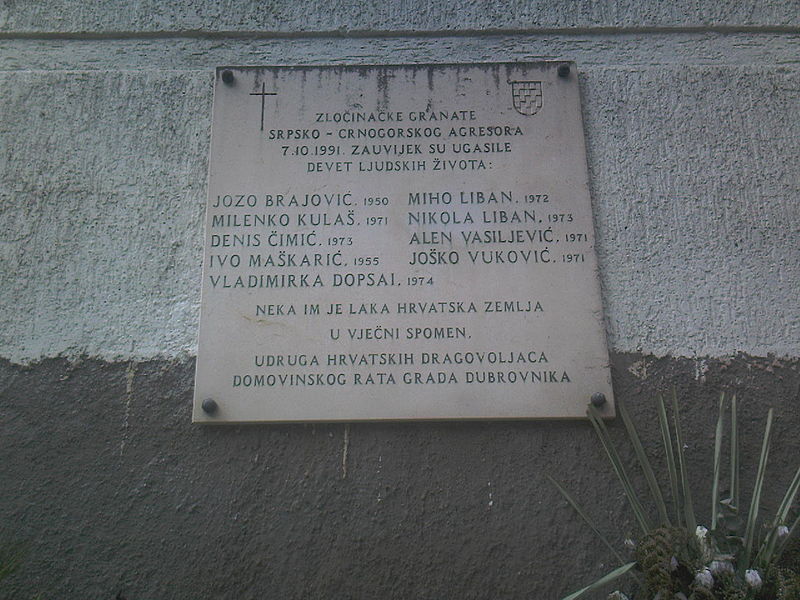 ZLOČINAČKE GRANATE
SRPSKO - CRNOGORSKOG AGRESORA
7.10.1991. ZAUVIJEK SU UGASILE
DEVET LJUDSKIH ŽIVOTA:
JOZO BRAJOVIĆ. 1950 MIHO LIBAN. 1972
MILENKO KULAŠ. 1971 NIKOLA LIBAN. 1973
DENIS ČIMIĆ. 1973 ALEN VASILJEVIĆ. 1971
IVO MAŠKARIĆ. 1955 JOŠKO VUKOVIĆ. 1971
VLADIMIRKA DOPSAJ. 1974
NEKA IM JE LAKA HRVATSKA ZEMLJA
U VJEČNI SPOMEN.
UDRUGA HRVATSKIH DRAGOVOLJACA
DOMOVINSKOG RATA GRADA DUBROVNIKA